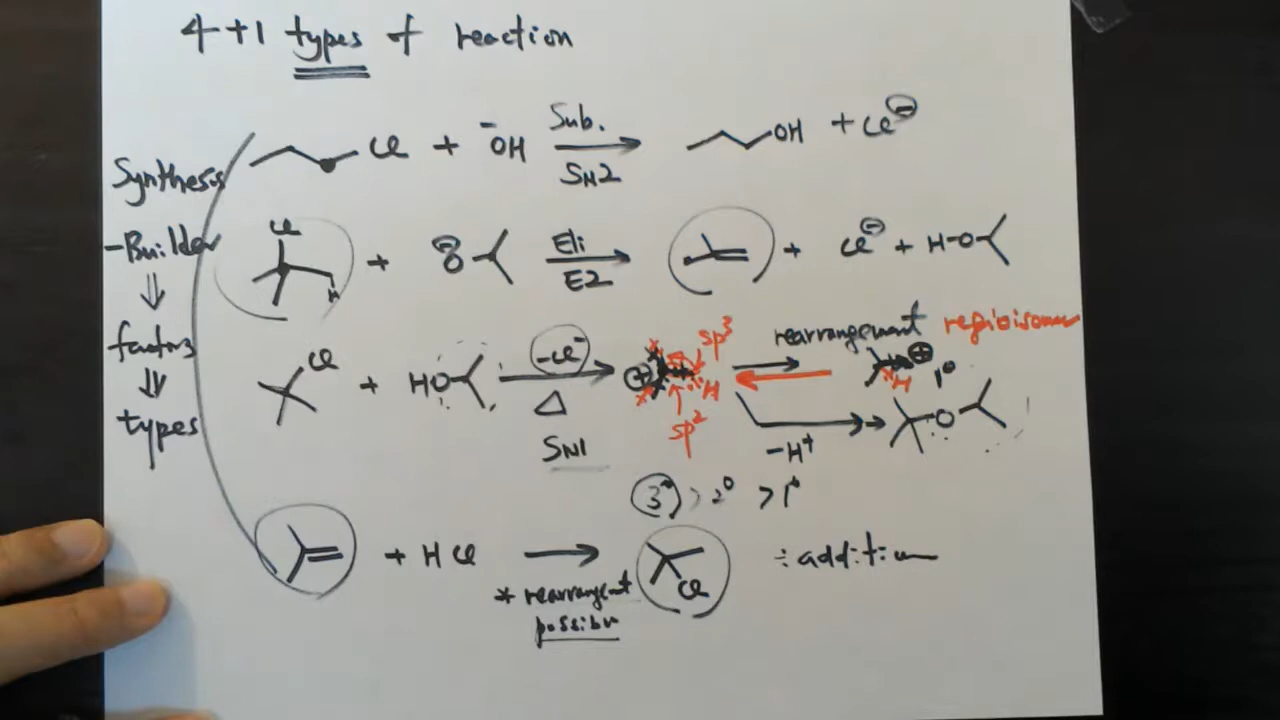 4+1 types of reaction
Synthesis
-Builder
⇓
factors
⇓
types
Cl + ⁻OH Sub. SN2 → OH + Cl⊖
Cl H + ⊖O Eli E2 → + Cl⊖ + H-O
Cl + HO -Cl⁻ △ SN1 → ⊕ H sp³ sp² rearrangement ⊕ H 1° regioisomer
-H⁺ → O
3° > 2° > 1°
+ HCl → Cl : addition
* rearrangemt
possible